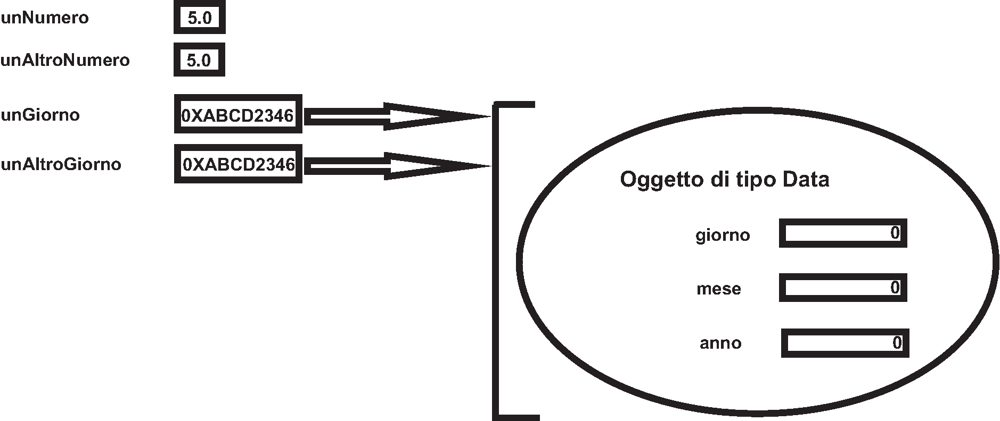 unNumero 5.0
unAltroNumero 5.0
unGiorno 0XABCD2346
unAltroGiorno 0XABCD2346
Oggetto di tipo Data
giorno 0
mese 0
anno 0